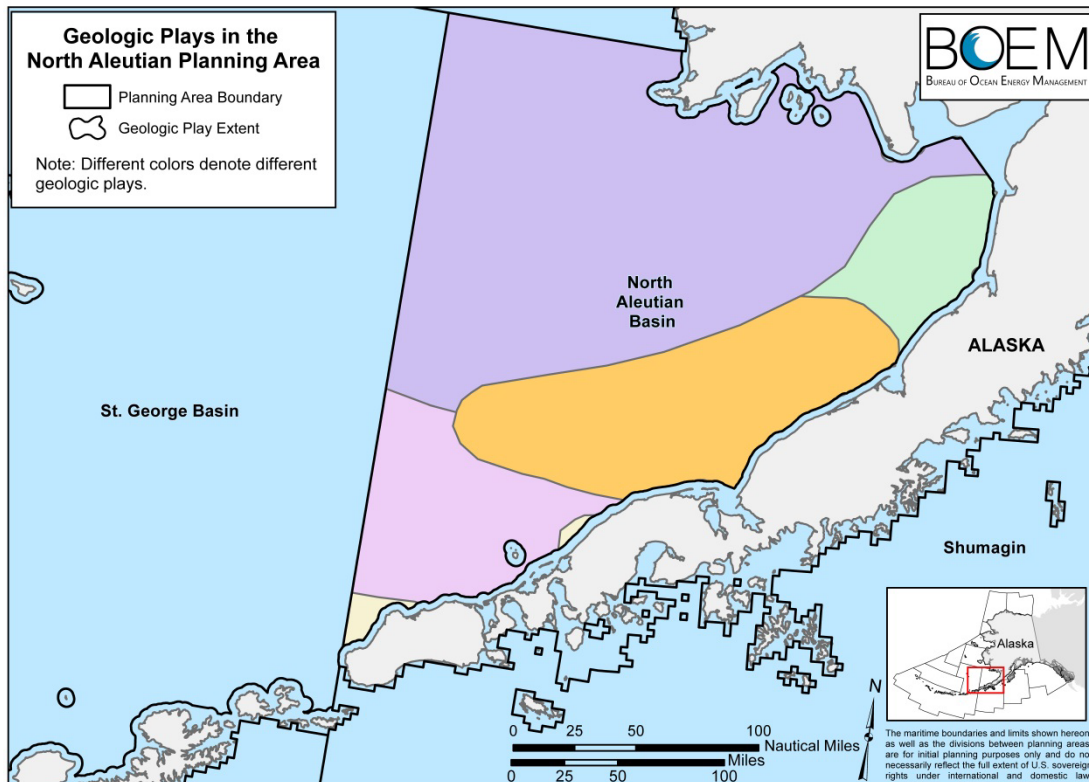 Geologic Plays in the
North Aleutian Planning Area
Planning Area Boundary
Geologic Play Extent
Note: Different colors denote different
geologic plays.
BOEM
BUREAU OF OCEAN ENERGY MANAGEMENT
North
Aleutian
Basin
ALASKA
St. George Basin
Shumagin
Alaska
N
0 25 50 100
Nautical Miles
Miles
0 25 50 100
The maritime boundaries and limits shown hereon
as well as the divisions between planning areas
are for initial planning purposes only and do no
necessarily reflect the full extent of U.S. sovereign
rights under international and domestic law